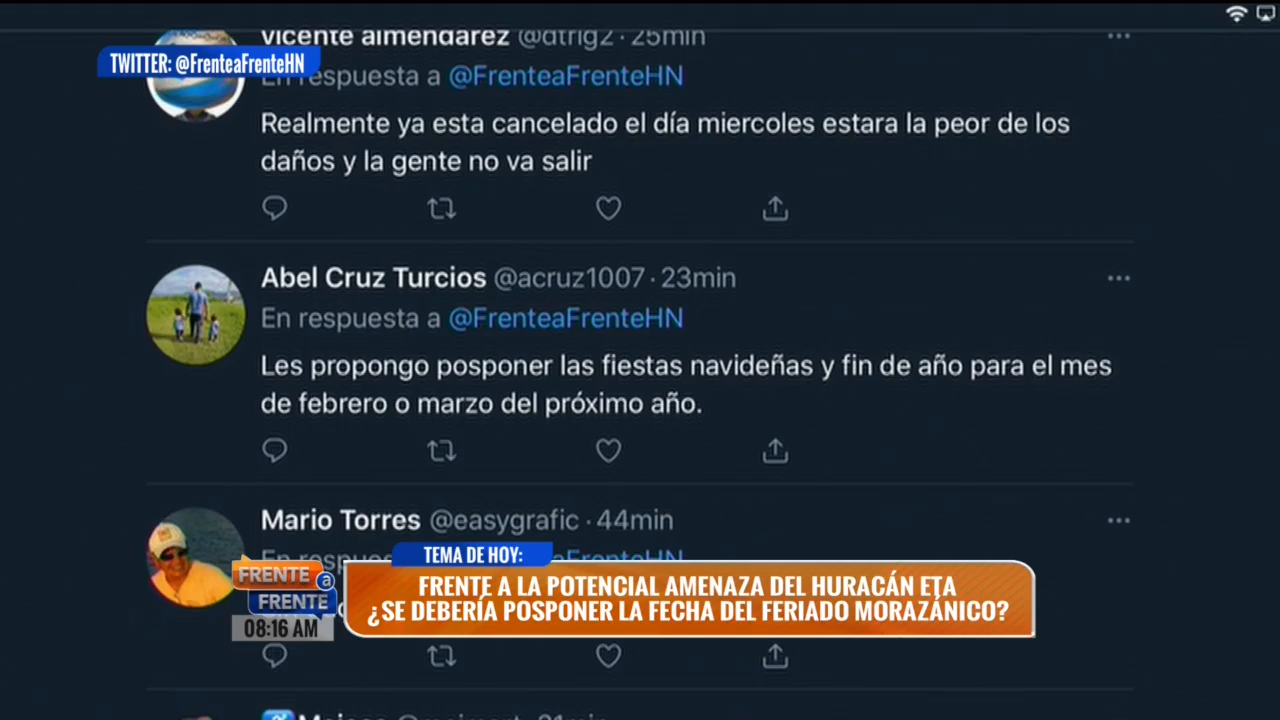 vicente almendarez @dtrig2 · 25min
TWITTER: @FrenteaFrenteHN
En respuesta a @FrenteaFrenteHN
Realmente ya esta cancelado el día miercoles estara la peor de los
daños y la gente no va salir
Abel Cruz Turcios @acruz1007 · 23min
En respuesta a @FrenteaFrenteHN
Les propongo posponer las fiestas navideñas y fin de año para el mes
de febrero o marzo del próximo año.
Mario Torres @easygrafic · 44min
En respues
TEMA DE HOY:
FRENTE a FRENTE
08:16 AM
FRENTE A LA POTENCIAL AMENAZA DEL HURACÁN ETA
¿SE DEBERÍA POSPONER LA FECHA DEL FERIADO MORAZÁNICO?